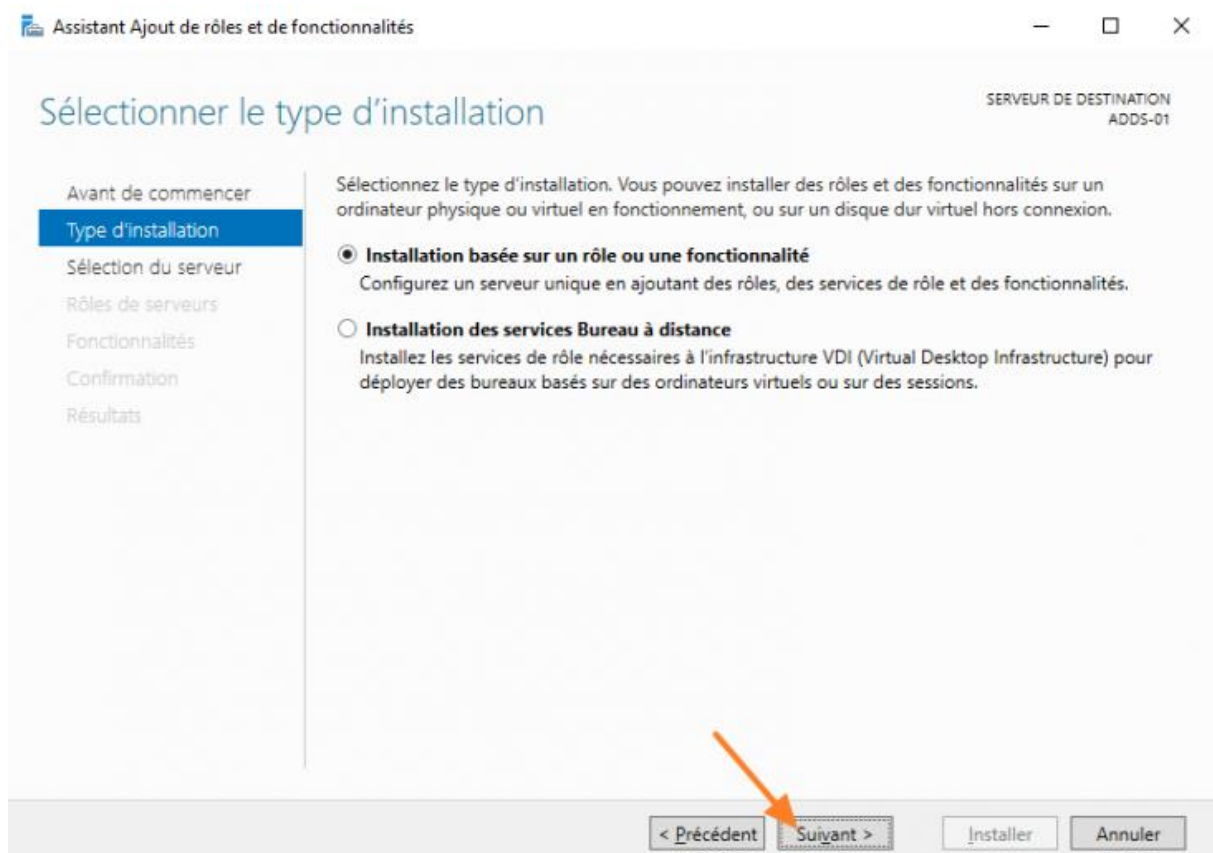 Assistant Ajout de rôles et de fonctionnalités
Sélectionner le type d'installation
SERVEUR DE DESTINATION
ADDS-01
Avant de commencer
Type d'installation
Sélection du serveur
Rôles de serveurs
Fonctionnalités
Confirmation
Résultats
Sélectionnez le type d'installation. Vous pouvez installer des rôles et des fonctionnalités sur un
ordinateur physique ou virtuel en fonctionnement, ou sur un disque dur virtuel hors connexion.
Installation basée sur un rôle ou une fonctionnalité
Configurez un serveur unique en ajoutant des rôles, des services de rôle et des fonctionnalités.
Installation des services Bureau à distance
Installez les services de rôle nécessaires à l'infrastructure VDI (Virtual Desktop Infrastructure) pour
déployer des bureaux basés sur des ordinateurs virtuels ou sur des sessions.
< Précédent
Suivant >
Installer
Annuler